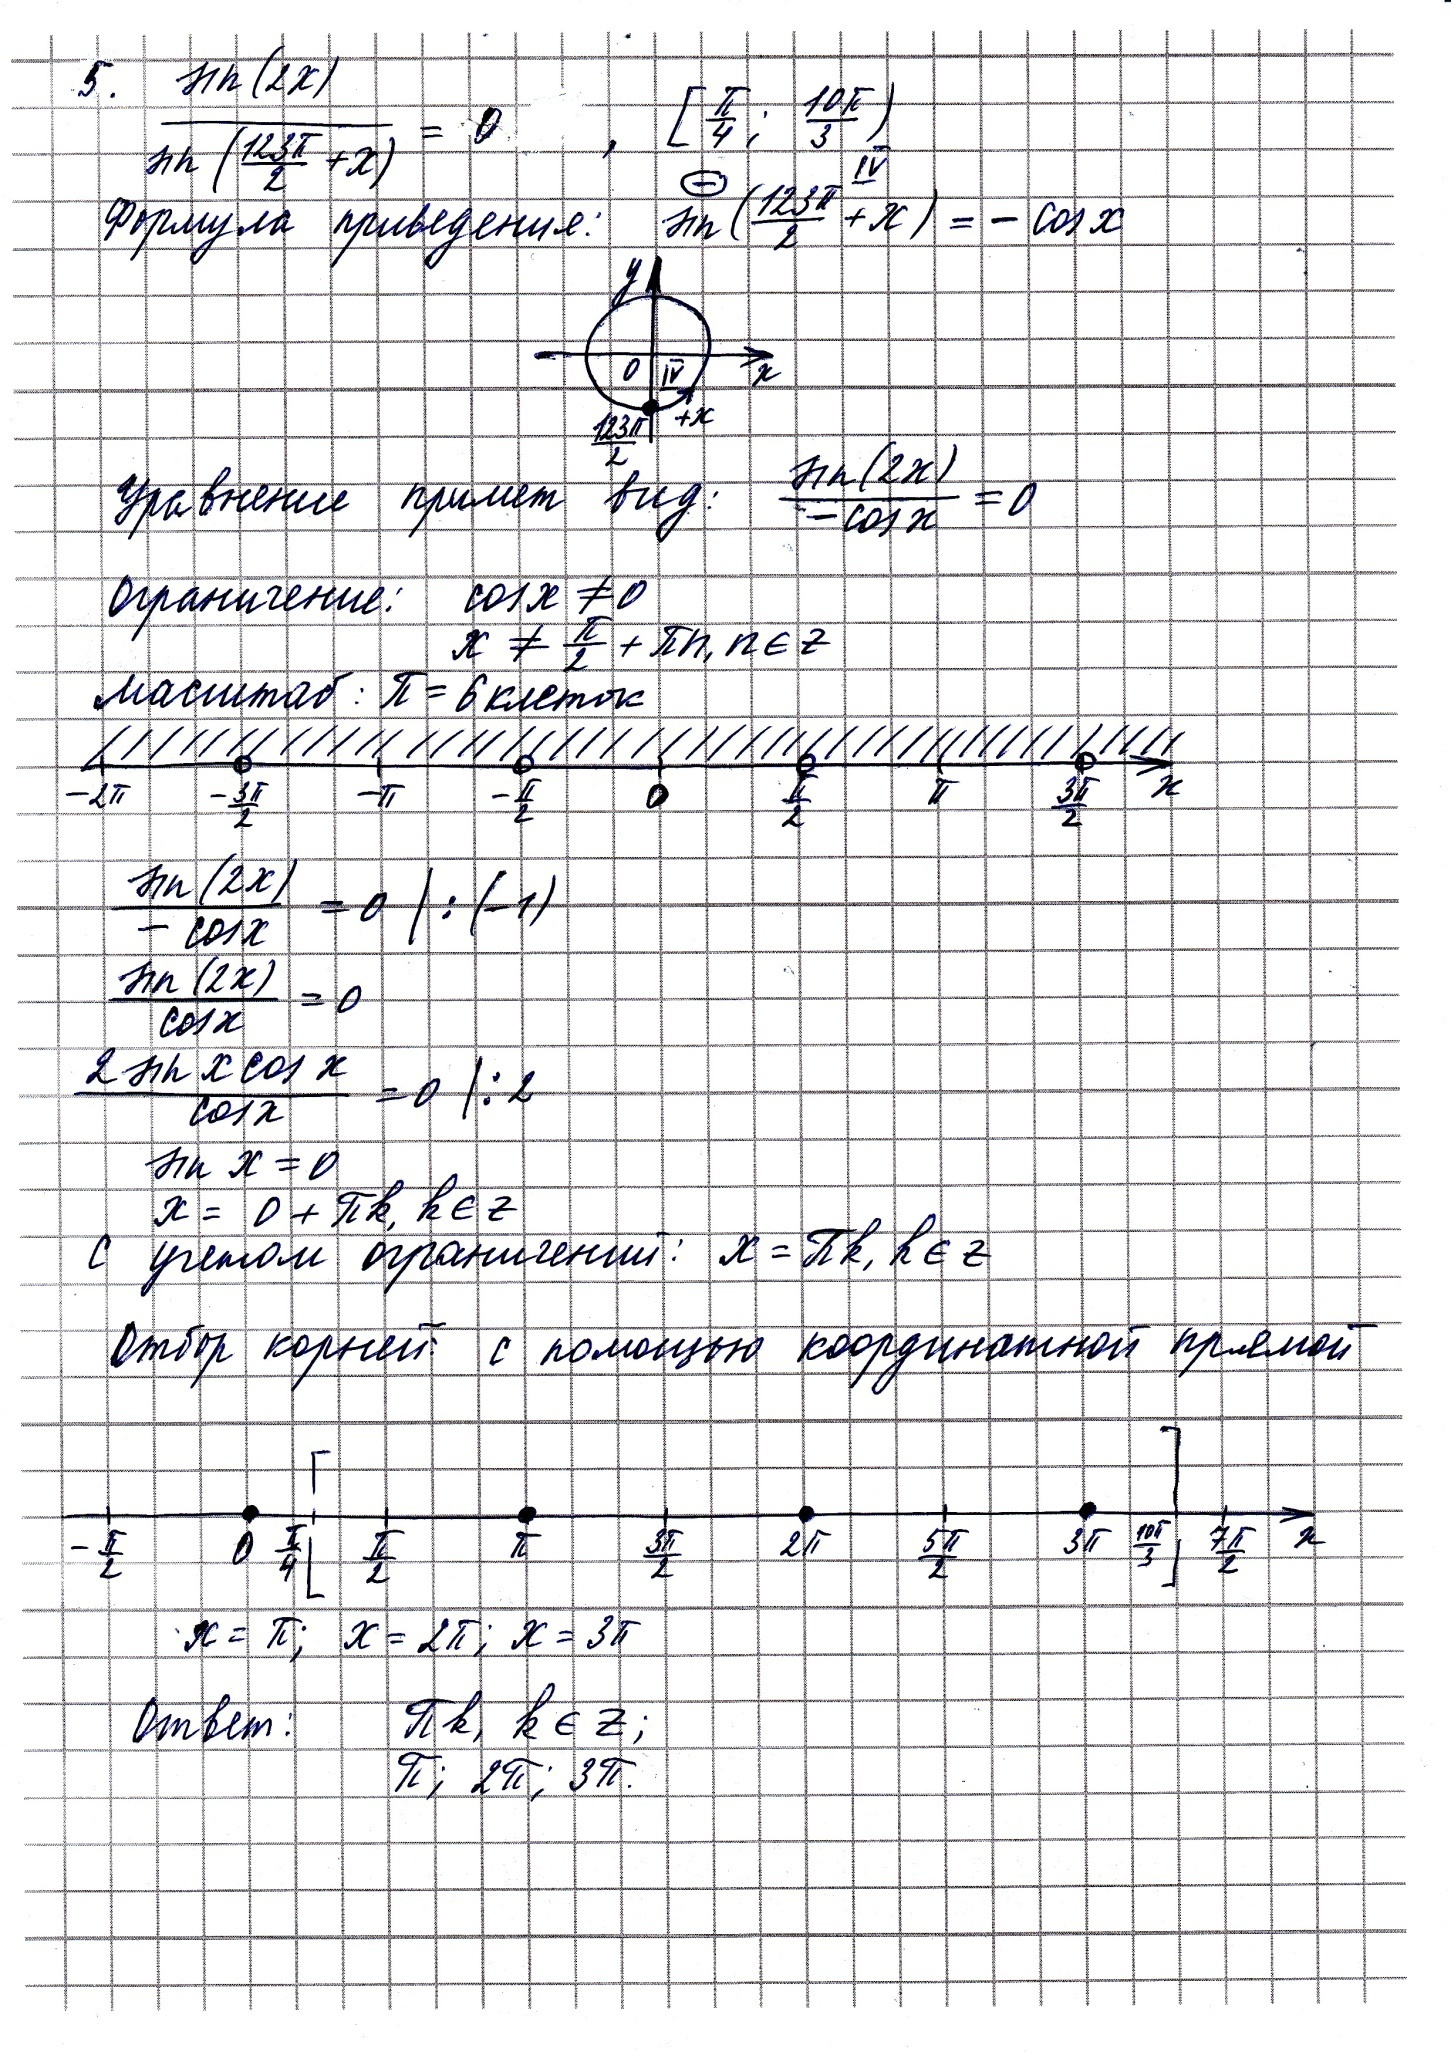 5. sin(2x) / sin(123π/2 + x) = 0 , [π/4; 10π/3)
Формула приведения: sin(123π/2 + x) = - cos x
⊖ IV
y
0 IV x
123π/2 +x
Уравнение примет вид: sin(2x) / -cos x = 0
Ограничение: cos x ≠ 0
x ≠ π/2 + πn, n ∈ z
Масштаб: π = 6 клеток
-2π -3π/2 -π -π/2 0 π/2 π 3π/2 x
sin(2x) / - cos x = 0 | : (-1)
sin(2x) / cos x = 0
2 sin x cos x / cos x = 0 | : 2
sin x = 0
x = 0 + πk, k ∈ z
С учетом ограничений: x = πk, k ∈ z
Отбор корней с помощью координатной прямой
-π/2 0 π/4 [ π/2 π 3π/2 2π 5π/2 3π 10π/3 ] 7π/2 x
x = π; x = 2π; x = 3π
Ответ: πk, k ∈ z;
π; 2π; 3π.